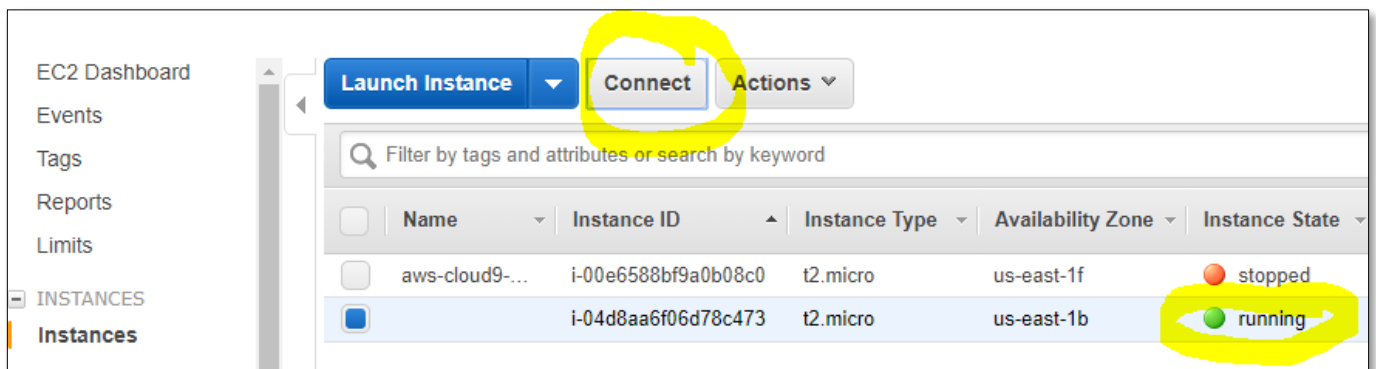 EC2 Dashboard
Events
Tags
Reports
Limits
INSTANCES
Instances
Launch Instance Connect Actions
Filter by tags and attributes or search by keyword
Name Instance ID Instance Type Availability Zone Instance State
aws-cloud9-... i-00e6588bf9a0b08c0 t2.micro us-east-1f stopped
i-04d8aa6f06d78c473 t2.micro us-east-1b running